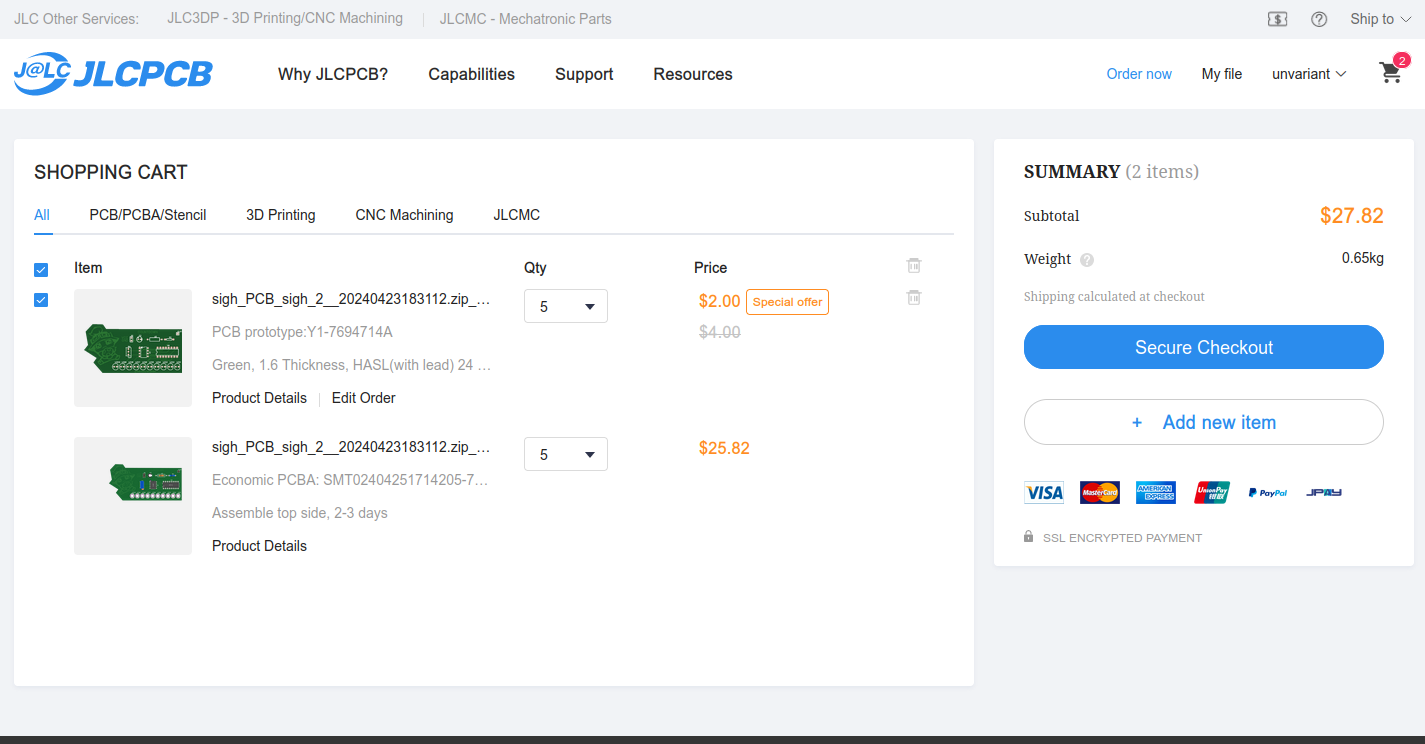 JLC Other Services: JLC3DP - 3D Printing/CNC Machining JLCMC - Mechatronic Parts Ship to
J@LC JLCPCB Why JLCPCB? Capabilities Support Resources Order now My file unvariant 2
SHOPPING CART
All PCB/PCBA/Stencil 3D Printing CNC Machining JLCMC
Item Qty Price
sigh_PCB_sigh_2__20240423183112.zip_... 5 $2.00 Special offer
PCB prototype:Y1-7694714A $4.00
Green, 1.6 Thickness, HASL(with lead) 24 ...
Product Details Edit Order
sigh_PCB_sigh_2__20240423183112.zip_... 5 $25.82
Economic PCBA: SMT02404251714205-7...
Assemble top side, 2-3 days
Product Details
SUMMARY (2 items)
Subtotal $27.82
Weight ? 0.65kg
Shipping calculated at checkout
Secure Checkout
+ Add new item
VISA MasterCard AMERICAN EXPRESS UnionPay 银联 PayPal JPAY
SSL ENCRYPTED PAYMENT